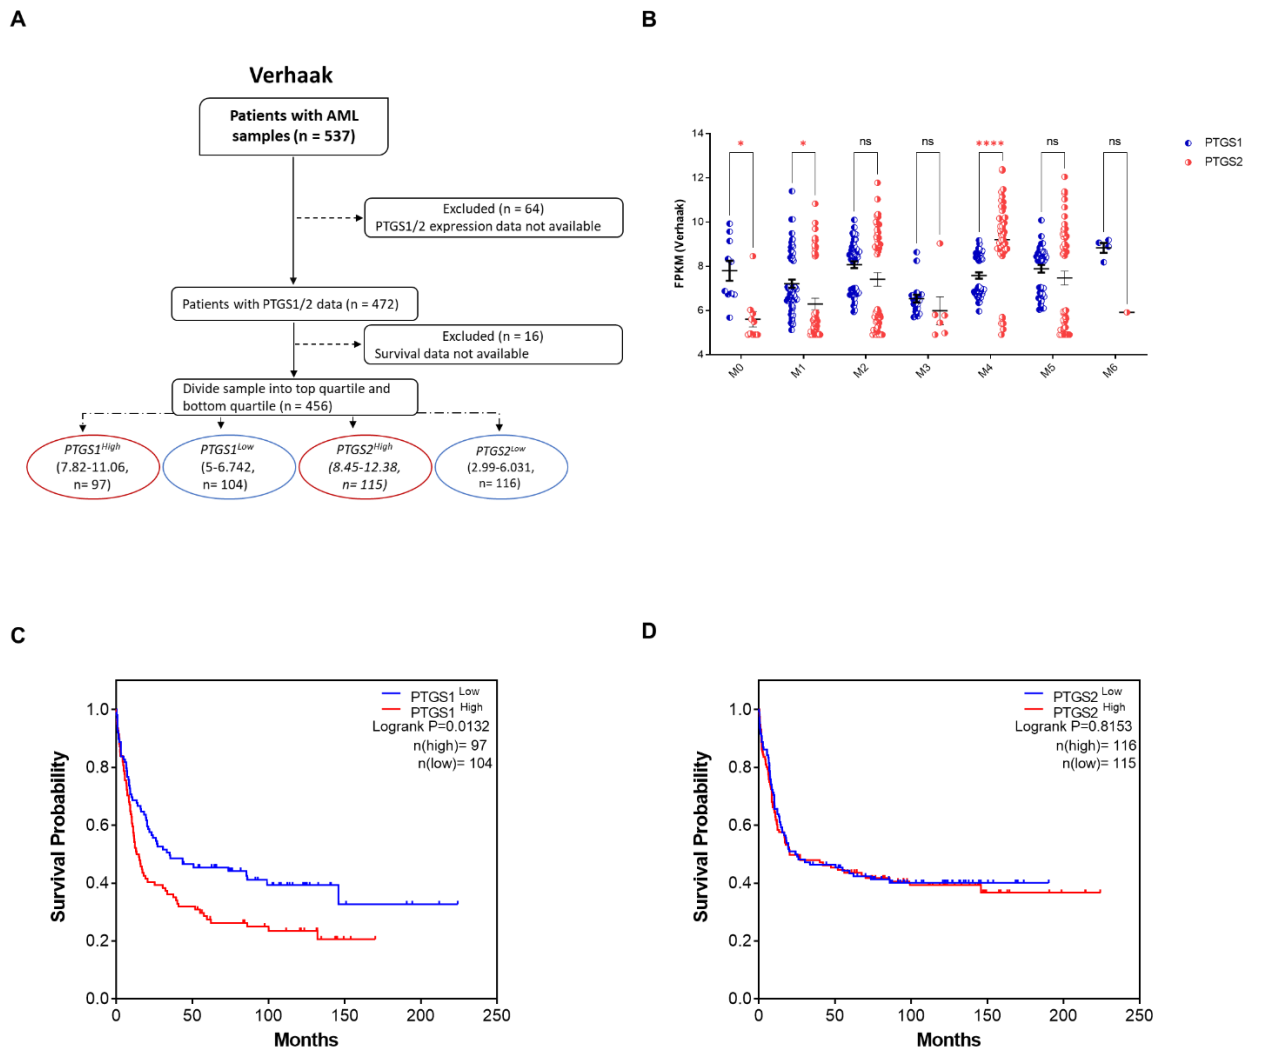 A
Verhaak
Patients with AML
samples (n = 537)
Excluded (n = 64)
PTGS1/2 expression data not available
Patients with PTGS1/2 data (n = 472)
Excluded (n = 16)
Survival data not available
Divide sample into top quartile and
bottom quartile (n = 456)
PTGS1High
(7.82-11.06,
n= 97)
PTGS1Low
(5-6.742,
n= 104)
PTGS2High
(8.45-12.38,
n= 115)
PTGS2Low
(2.99-6.031,
n= 116)
B
FPKM (Verhaak)
14
12
10
8
6
4
*
*
ns
ns
****
ns
ns
M0
M1
M2
M3
M4
M5
M6
PTGS1
PTGS2
C
Survival Probability
1.0
0.8
0.6
0.4
0.2
0.0
0
50
100
150
200
250
Months
PTGS1 Low
PTGS1 High
Logrank P=0.0132
n(high)= 97
n(low)= 104
D
Survival Probability
1.0
0.8
0.6
0.4
0.2
0.0
0
50
100
150
200
250
Months
PTGS2 Low
PTGS2 High
Logrank P=0.8153
n(high)= 116
n(low)= 115